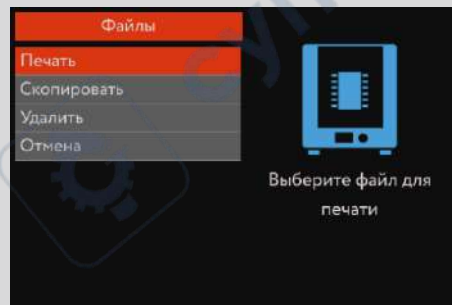 Файлы
Печать
Скопировать
Удалить
Отмена
Выберите файл для
печати